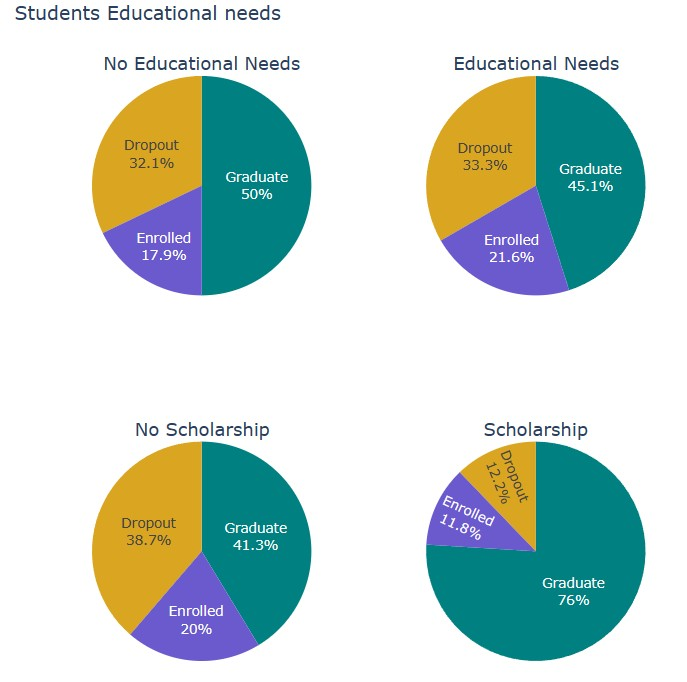 Students Educational needs
No Educational Needs
Dropout
32.1%
Graduate
50%
Enrolled
17.9%
Educational Needs
Dropout
33.3%
Graduate
45.1%
Enrolled
21.6%
No Scholarship
Dropout
38.7%
Graduate
41.3%
Enrolled
20%
Scholarship
Dropout
12.2%
Enrolled
11.8%
Graduate
76%